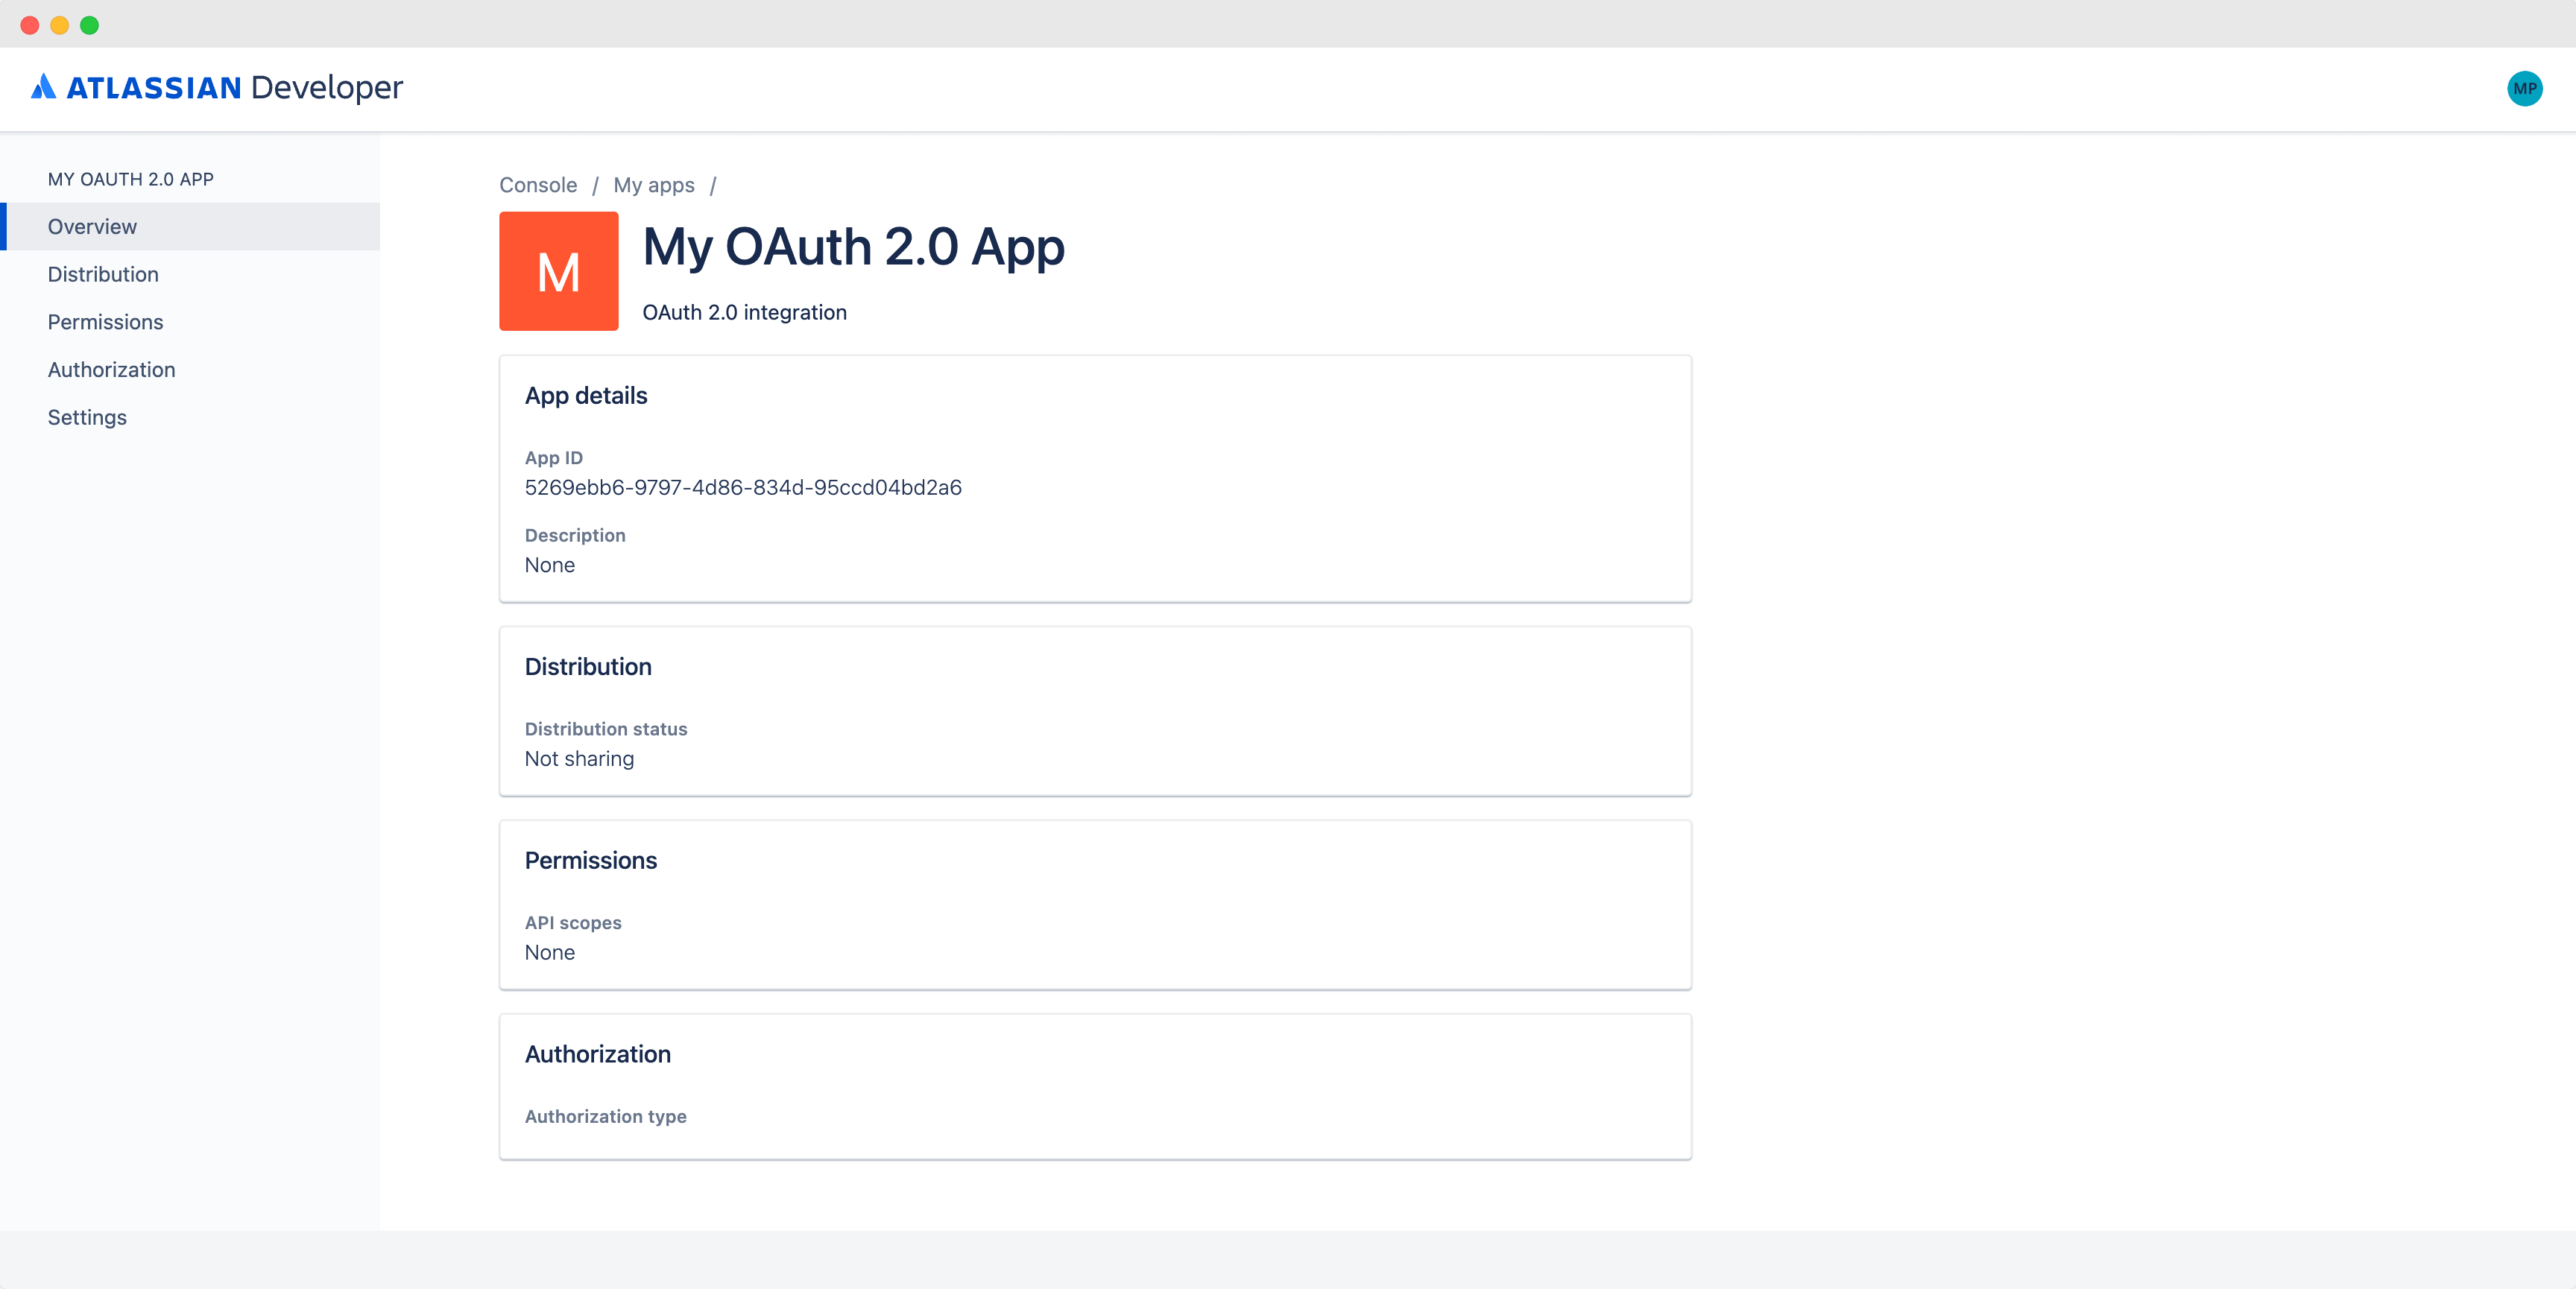 ATLASSIAN Developer
MP
MY OAUTH 2.0 APP
Overview
Distribution
Permissions
Authorization
Settings
Console / My apps /
M
My OAuth 2.0 App
OAuth 2.0 integration
App details
App ID
5269ebb6-9797-4d86-834d-95ccd04bd2a6
Description
None
Distribution
Distribution status
Not sharing
Permissions
API scopes
None
Authorization
Authorization type